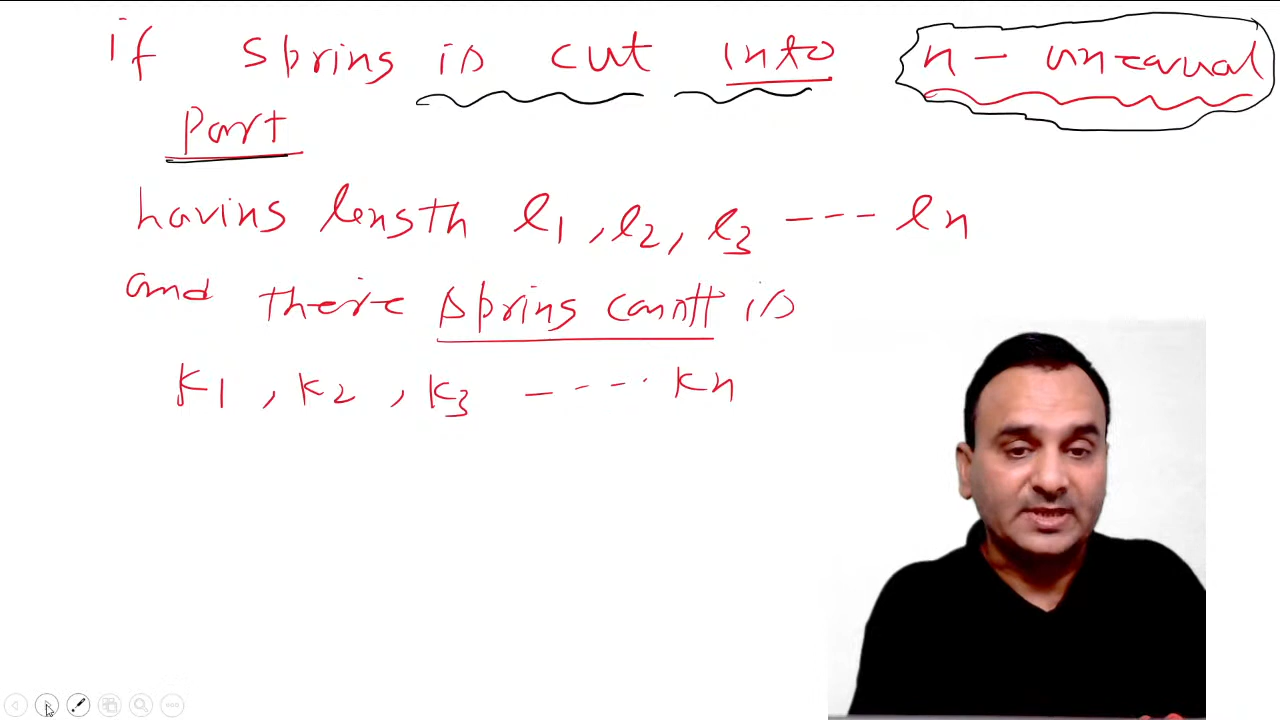 if spring is cut into n - unequal
Part
having length l1, l2, l3 --- ln
and there spring constt is
K1, K2, K3 ---- Kn